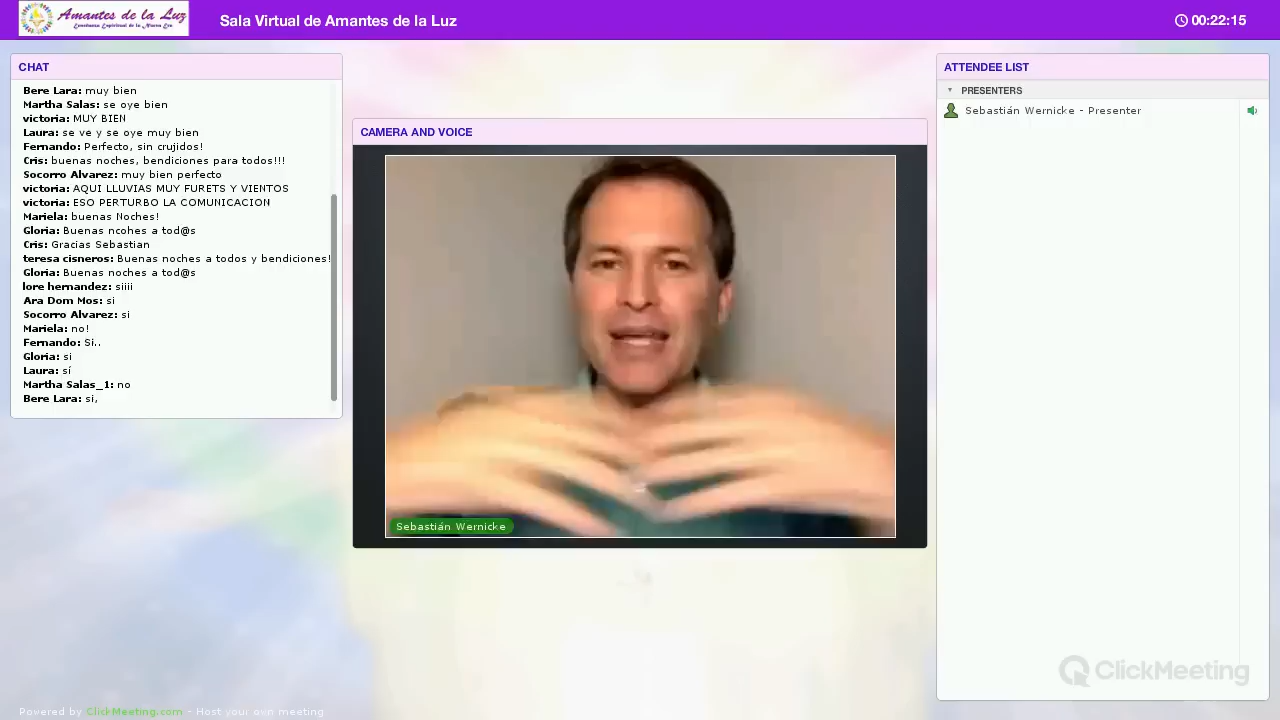 Amantes de la Luz
Enseñanza Espiritual de la Nueva Era
Sala Virtual de Amantes de la Luz
00:22:15
CHAT
Bere Lara: muy bien
Martha Salas: se oye bien
victoria: MUY BIEN
Laura: se ve y se oye muy bien
Fernando: Perfecto, sin crujidos!
Cris: buenas noches, bendiciones para todos!!!
Socorro Alvarez: muy bien perfecto
victoria: AQUI LLUVIAS MUY FURETS Y VIENTOS
victoria: ESO PERTURBO LA COMUNICACION
Mariela: buenas Noches!
Gloria: Buenas ncohes a tod@s
Cris: Gracias Sebastian
teresa cisneros: Buenas noches a todos y bendiciones!
Gloria: Buenas noches a tod@s
lore hernandez: siiii
Ara Dom Mos: si
Socorro Alvarez: si
Mariela: no!
Fernando: Si..
Gloria: si
Laura: sí
Martha Salas_1: no
Bere Lara: si,
CAMERA AND VOICE
Sebastián Wernicke
ATTENDEE LIST
PRESENTERS
Sebastián Wernicke - Presenter
ClickMeeting
Powered by ClickMeeting.com - Host your own meeting